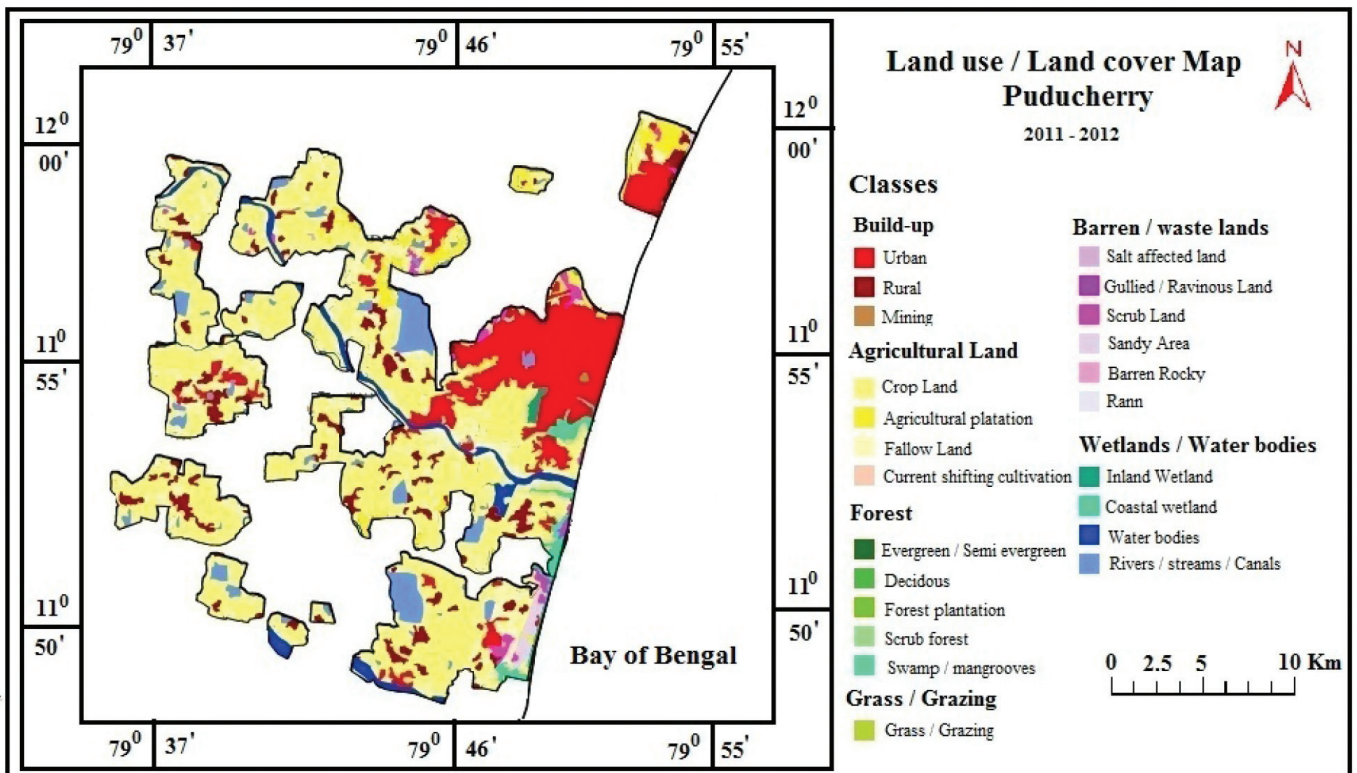 79⁰ 37' 79⁰ 46' 79⁰ 55'
12⁰ 00' 12⁰ 00'
11⁰ 55' 11⁰ 55'
11⁰ 50' 11⁰ 50'
Bay of Bengal
79⁰ 37' 79⁰ 46' 79⁰ 55'
Land use / Land cover Map
Puducherry
2011 - 2012
N
Classes
Build-up
Urban
Rural
Mining
Agricultural Land
Crop Land
Agricultural platation
Fallow Land
Current shifting cultivation
Forest
Evergreen / Semi evergreen
Decidous
Forest plantation
Scrub forest
Swamp / mangrooves
Grass / Grazing
Grass / Grazing
Barren / waste lands
Salt affected land
Gullied / Ravinous Land
Scrub Land
Sandy Area
Barren Rocky
Rann
Wetlands / Water bodies
Inland Wetland
Coastal wetland
Water bodies
Rivers / streams / Canals
0 2.5 5 10 Km